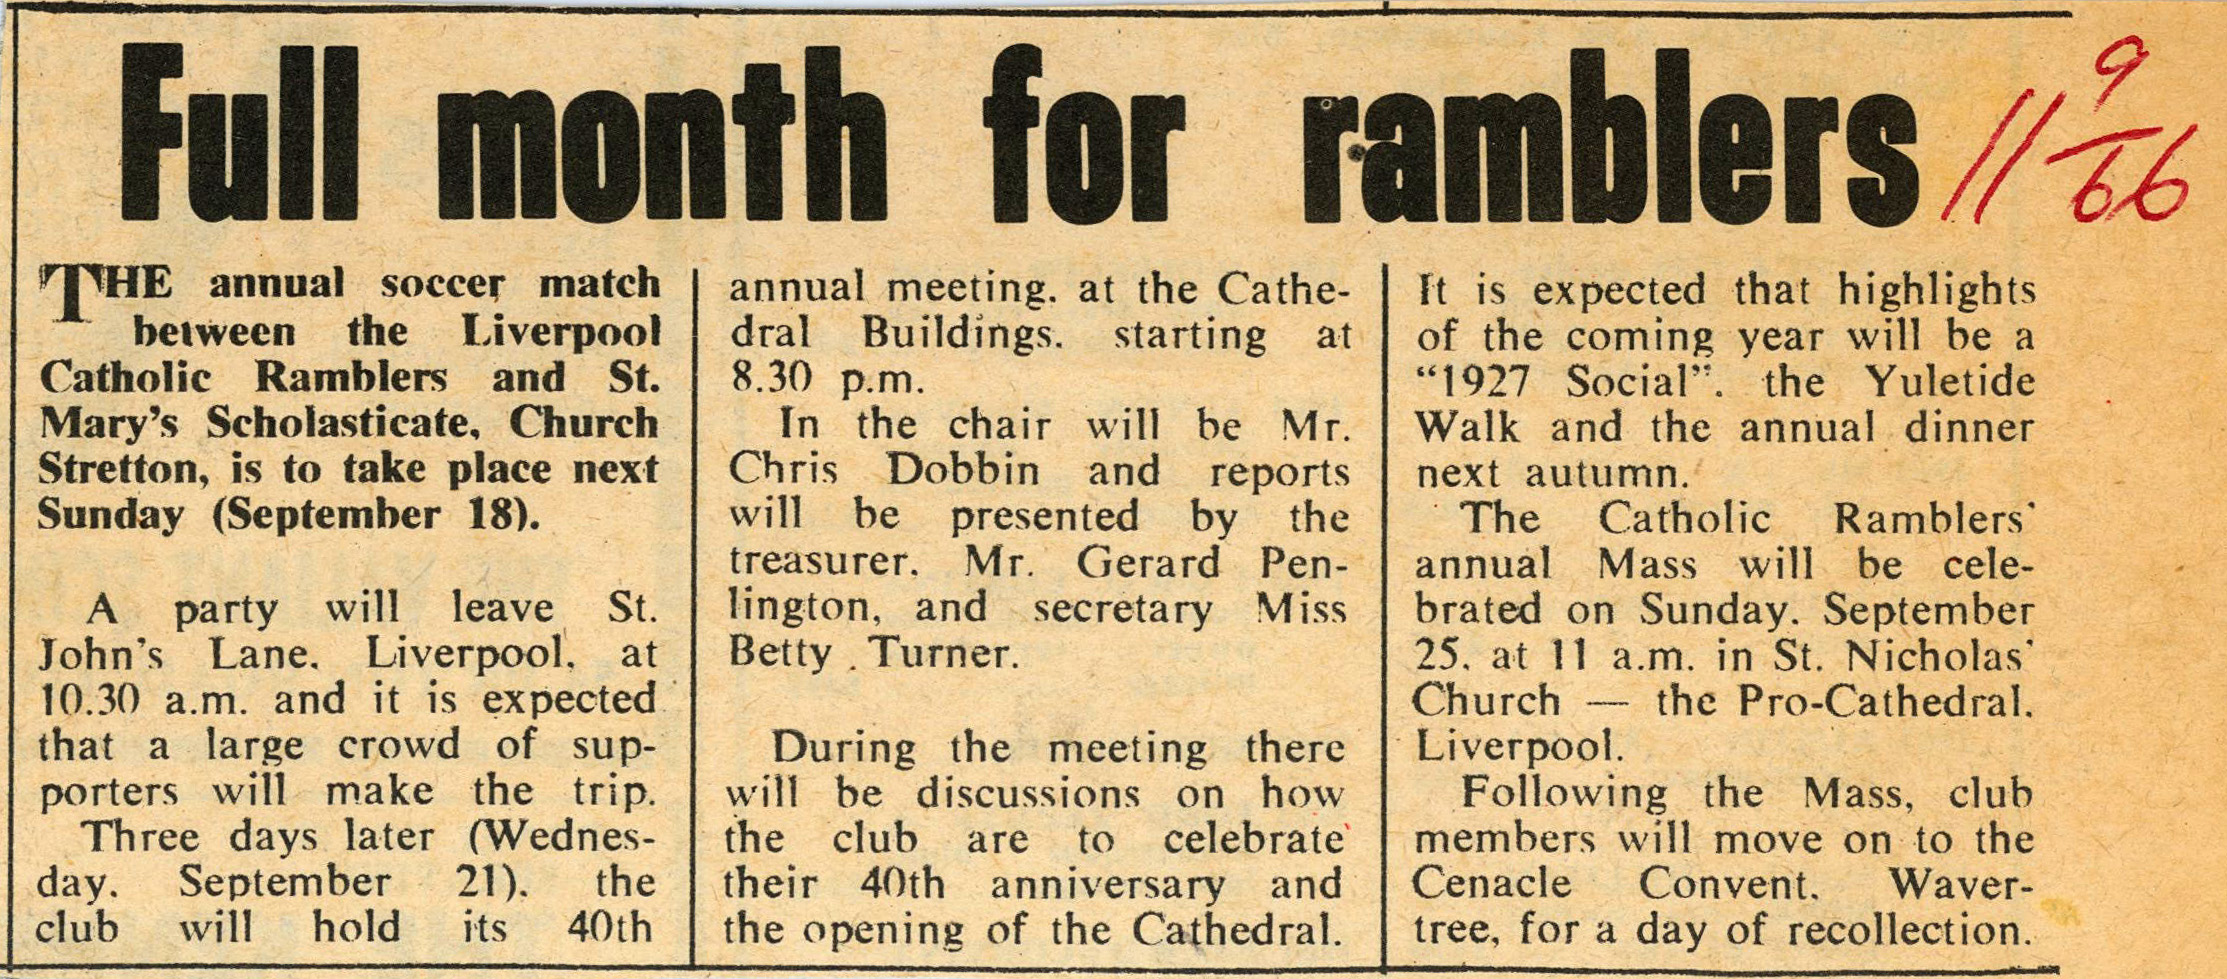 Full month for ramblers
11 9/66
THE annual soccer match
between the Liverpool
Catholic Ramblers and St.
Mary's Scholasticate, Church
Stretton, is to take place next
Sunday (September 18).
A party will leave St.
John's Lane. Liverpool, at
10.30 a.m. and it is expected
that a large crowd of sup-
porters will make the trip.
Three days later (Wednes-
day. September 21). the
club will hold its 40th
annual meeting. at the Cathe-
dral Buildings. starting at
8.30 p.m.
In the chair will be Mr.
Chris Dobbin and reports
will be presented by the
treasurer. Mr. Gerard Pen-
lington, and secretary Miss
Betty Turner.
During the meeting there
will be discussions on how
the club are to celebrate
their 40th anniversary and
the opening of the Cathedral.
It is expected that highlights
of the coming year will be a
“1927 Social”. the Yuletide
Walk and the annual dinner
next autumn.
The Catholic Ramblers'
annual Mass will be cele-
brated on Sunday. September
25. at 11 a.m. in St. Nicholas'
Church — the Pro-Cathedral.
Liverpool.
Following the Mass, club
members will move on to the
Cenacle Convent. Waver-
tree, for a day of recollection.